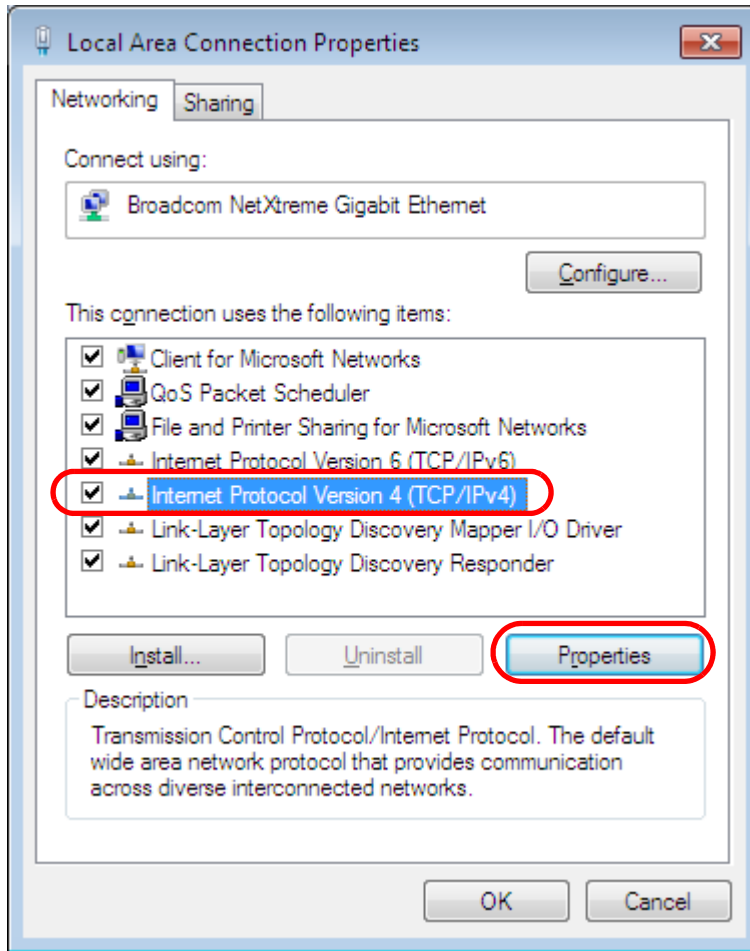 Local Area Connection Properties
Networking
Sharing
Connect using:
Broadcom NetXtreme Gigabit Ethernet
Configure...
This connection uses the following items:
Client for Microsoft Networks
QoS Packet Scheduler
File and Printer Sharing for Microsoft Networks
Internet Protocol Version 6 (TCP/IPv6)
Internet Protocol Version 4 (TCP/IPv4)
Link-Layer Topology Discovery Mapper I/O Driver
Link-Layer Topology Discovery Responder
Install...
Uninstall
Properties
Description
Transmission Control Protocol/Internet Protocol. The default
wide area network protocol that provides communication
across diverse interconnected networks.
OK
Cancel